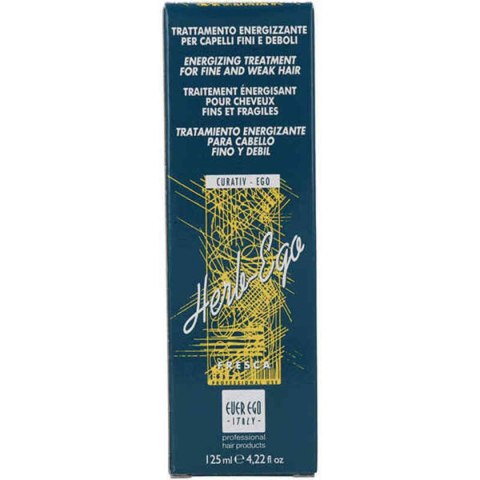 TRATTAMENTO ENERGIZZANTE
PER CAPELLI FINI E DEBOLI
ENERGIZING TREATMENT
FOR FINE AND WEAK HAIR
TRAITEMENT ÉNERGISANT
POUR CHEVEUX
FINS ET FRAGILES
TRATAMIENTO ENERGIZANTE
PARA CABELLO
FINO Y DEBIL
CURATIV - EGO
Herb Ego
FRESCA
PROFESSIONAL USE
EVER EGO
- ITALY -
professional
hair products
125 ml e 4,22 fl oz